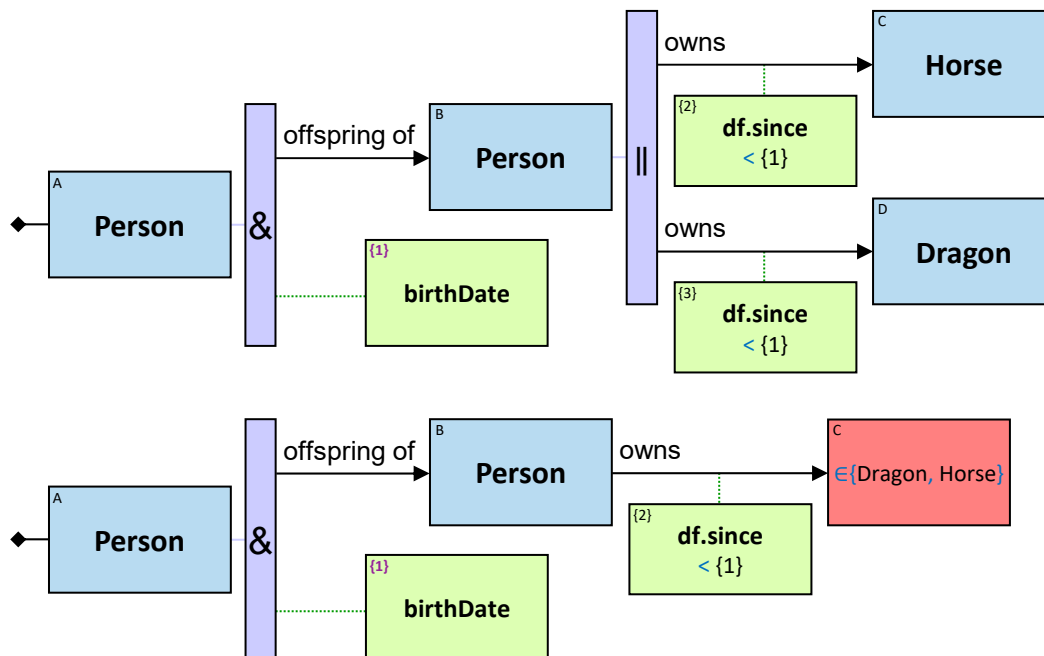 owns
C
Horse
{2}
df.since
< {1}
offspring of
B
Person
||
A
Person
&
owns
D
Dragon
{1}
birthDate
{3}
df.since
< {1}
offspring of
B
Person
owns
C
∈{Dragon, Horse}
A
Person
&
{2}
df.since
< {1}
{1}
birthDate